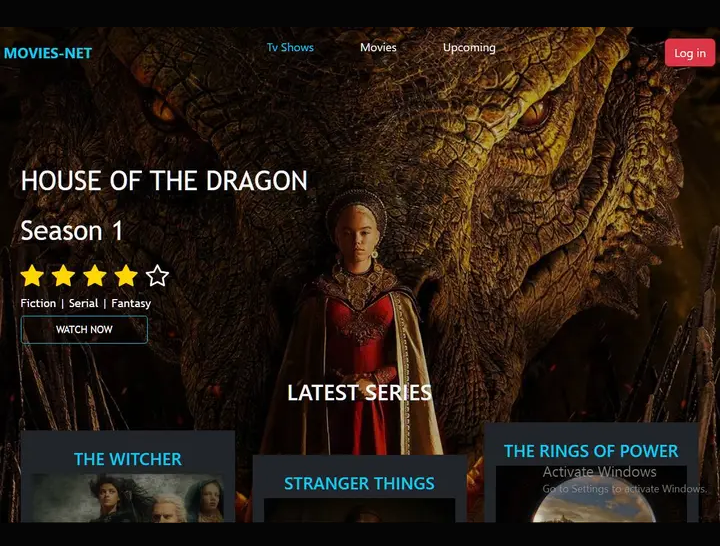 MOVIES-NET
Tv Shows
Movies
Upcoming
Log in
HOUSE OF THE DRAGON
Season 1
Fiction | Serial | Fantasy
WATCH NOW
LATEST SERIES
THE WITCHER
STRANGER THINGS
THE RINGS OF POWER
Activate Windows
Go to Settings to activate Windows.